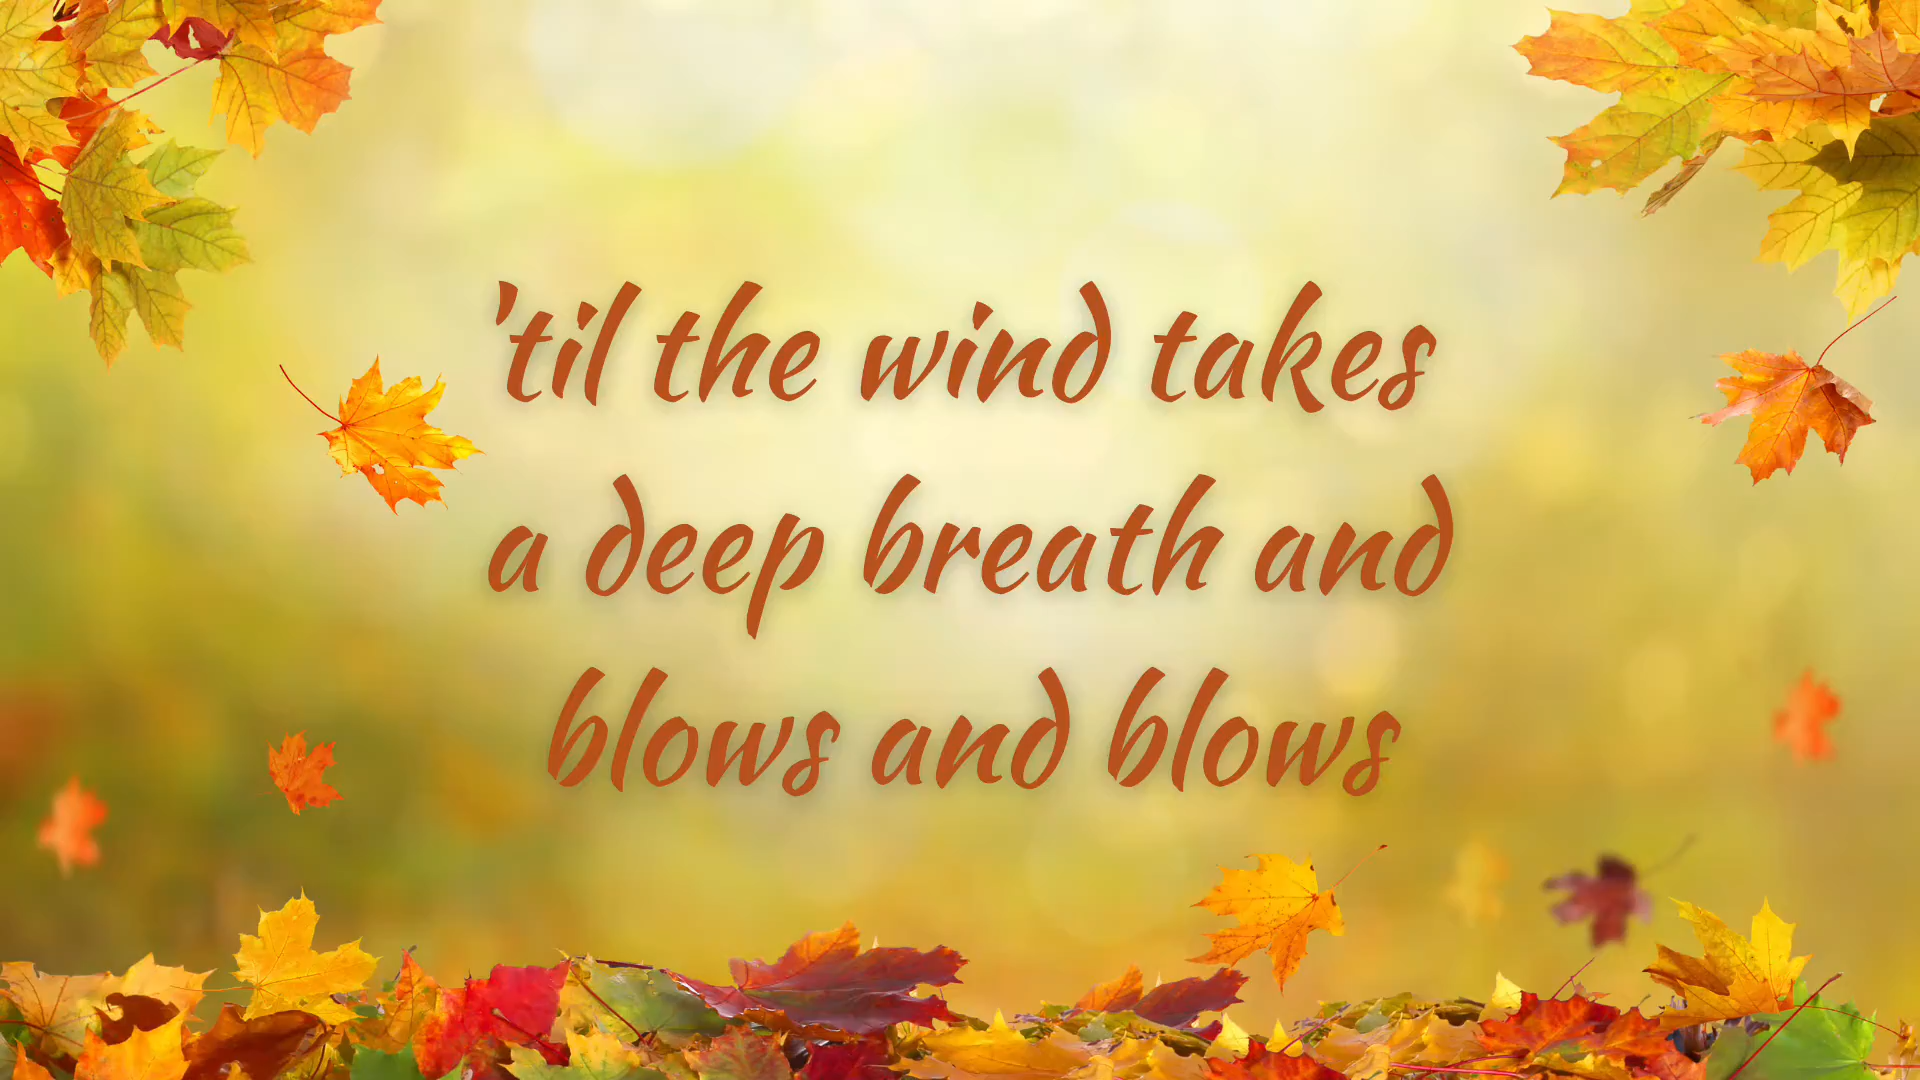 'til the wind takes
a deep breath and
blows and blows